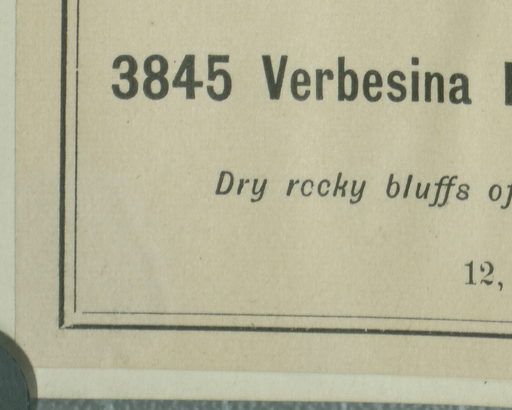 3845 Verbesina
Dry rocky bluffs of
12,